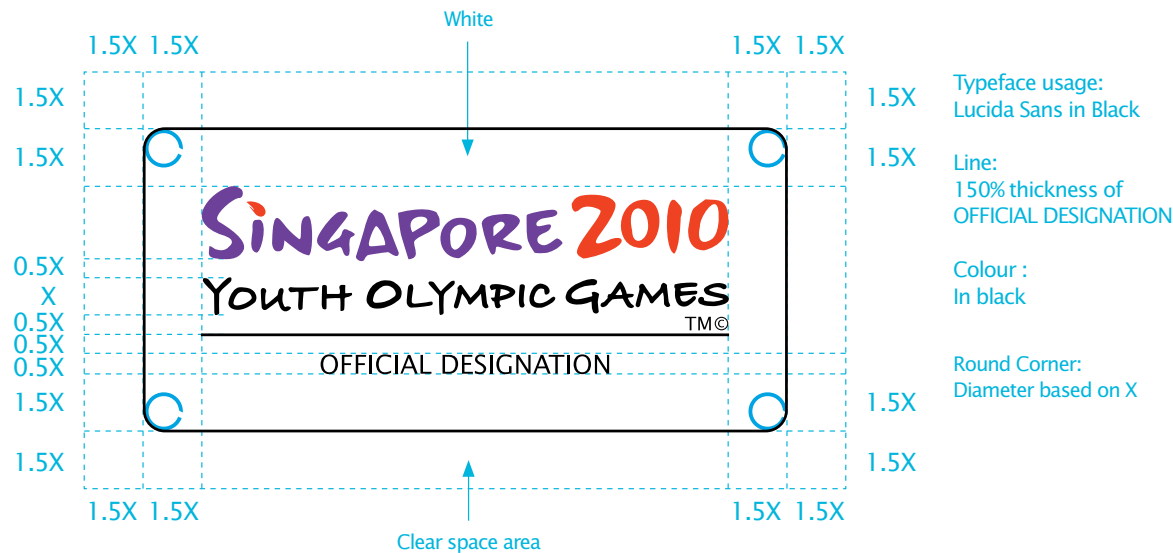 White
1.5X 1.5X
1.5X 1.5X
1.5X
1.5X
Typeface usage:
Lucida Sans in Black
1.5X
1.5X
Line:
150% thickness of
OFFICIAL DESIGNATION
SINGAPORE 2010
0.5X
Colour :
In black
X
YOUTH OLYMPIC GAMES
0.5X
TM©
0.5X
0.5X
OFFICIAL DESIGNATION
Round Corner:
Diameter based on X
1.5X
1.5X
1.5X
1.5X
1.5X 1.5X
1.5X 1.5X
Clear space area